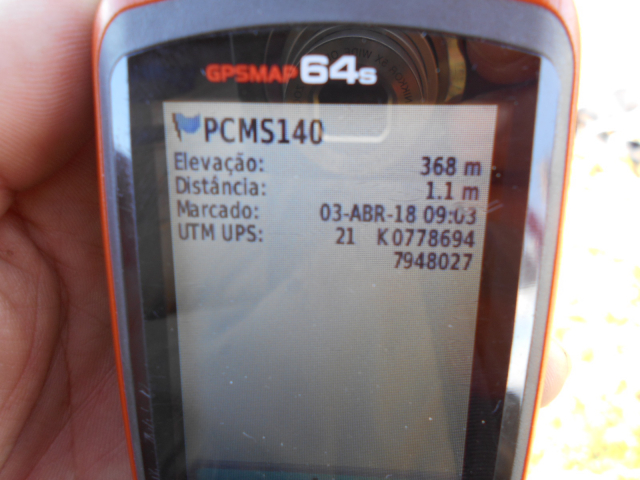 GPSMAP 64s
PCMS140
Elevação: 368 m
Distância: 1.1 m
Marcado: 03-ABR-18 09:03
UTM UPS: 21 K 0778694
7948027